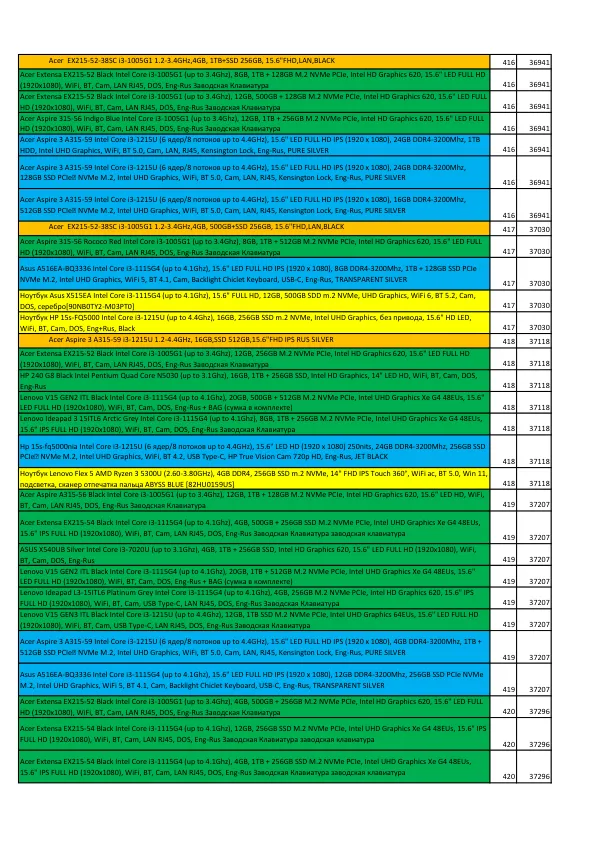 Acer EX215-52-38SC i3-1005G1 1.2-3.4GHz,4GB, 1TB+SSD 256GB, 15.6"FHD,LAN,BLACK 416 36941
Acer Extensa EX215-52 Black Intel Core i3-1005G1 (up to 3.4Ghz), 8GB, 1TB + 128GB M.2 NVMe PCIe, Intel HD Graphics 620, 15.6" LED FULL HD
(1920x1080), WiFi, BT, Cam, LAN RJ45, DOS, Eng-Rus Заводская Клавиатура 416 36941
Acer Extensa EX215-52 Black Intel Core i3-1005G1 (up to 3.4Ghz), 12GB, 500GB + 128GB M.2 NVMe PCIe, Intel HD Graphics 620, 15.6" LED FULL
HD (1920x1080), WiFi, BT, Cam, LAN RJ45, DOS, Eng-Rus Заводская Клавиатура 416 36941
Acer Aspire 315-56 Indigo Blue Intel Core i3-1005G1 (up to 3.4Ghz), 12GB, 1TB + 256GB M.2 NVMe PCIe, Intel HD Graphics 620, 15.6" LED FULL
HD (1920x1080), WiFi, BT, Cam, LAN RJ45, DOS, Eng-Rus Заводская Клавиатура 416 36941
Acer Aspire 3 A315-59 Intel Core i3-1215U (6 ядер/8 потоков up to 4.4GHz), 15.6" LED FULL HD IPS (1920 x 1080), 24GB DDR4-3200Mhz, 1TB
HDD, Intel UHD Graphics, WiFi, BT 5.0, Cam, LAN, RJ45, Kensington Lock, Eng-Rus, PURE SILVER 416 36941
Acer Aspire 3 A315-59 Intel Core i3-1215U (6 ядер/8 потоков up to 4.4GHz), 15.6" LED FULL HD IPS (1920 x 1080), 24GB DDR4-3200Mhz,
128GB SSD PCIe‼ NVMe M.2, Intel UHD Graphics, WiFi, BT 5.0, Cam, LAN, RJ45, Kensington Lock, Eng-Rus, PURE SILVER
416 36941
Acer Aspire 3 A315-59 Intel Core i3-1215U (6 ядер/8 потоков up to 4.4GHz), 15.6" LED FULL HD IPS (1920 x 1080), 16GB DDR4-3200Mhz,
512GB SSD PCIe‼ NVMe M.2, Intel UHD Graphics, WiFi, BT 5.0, Cam, LAN, RJ45, Kensington Lock, Eng-Rus, PURE SILVER
416 36941
Acer EX215-52-38SC i3-1005G1 1.2-3.4GHz,4GB, 500GB+SSD 256GB, 15.6"FHD,LAN,BLACK 417 37030
Acer Aspire 315-56 Rococo Red Intel Core i3-1005G1 (up to 3.4Ghz), 8GB, 1TB + 512GB M.2 NVMe PCIe, Intel HD Graphics 620, 15.6" LED FULL
HD (1920x1080), WiFi, BT, Cam, LAN RJ45, DOS, Eng-Rus Заводская Клавиатура 417 37030
Asus A516EA-BQ3336 Intel Core i3-1115G4 (up to 4.1Ghz), 15.6" LED FULL HD IPS (1920 x 1080), 8GB DDR4-3200Mhz, 1TB + 128GB SSD PCIe
NVMe M.2, Intel UHD Graphics, WiFi 5, BT 4.1, Cam, Backlight Chiclet Keyboard, USB-C, Eng-Rus, TRANSPARENT SILVER
417 37030
Ноутбук Asus X515EA Intel Core i3-1115G4 (up to 4.1GHz), 15.6" FULL HD, 12GB, 500GB SDD m.2 NVMe, UHD Graphics, WiFi 6, BT 5.2, Cam,
DOS, серебро[90NB0TY2-M03PT0] 417 37030
Ноутбук HP 15s-FQ5000 Intel Core i3-1215U (up to 4.4GHz), 16GB, 256GB SSD m.2 NVMe, Intel UHD Graphics, без привода, 15.6" HD LED,
WiFi, BT, Cam, DOS, Eng+Rus, Black 417 37030
Acer Aspire 3 A315-59 i3-1215U 1.2-4.4GHz, 16GB,SSD 512GB,15.6"FHD IPS RUS SILVER 418 37118
Acer Extensa EX215-52 Black Intel Core i3-1005G1 (up to 3.4Ghz), 12GB, 256GB M.2 NVMe PCIe, Intel HD Graphics 620, 15.6" LED FULL HD
(1920x1080), WiFi, BT, Cam, LAN RJ45, DOS, Eng-Rus Заводская Клавиатура 418 37118
HP 240 G8 Black Intel Pentium Quad Core N5030 (up to 3.1Ghz), 16GB, 1TB + 256GB SSD, Intel HD Graphics, 14" LED HD, WiFi, BT, Cam, DOS,
Eng-Rus 418 37118
Lenovo V15 GEN2 ITL Black Intel Core i3-1115G4 (up to 4.1GHz), 20GB, 500GB + 512GB M.2 NVMe PCIe, Intel UHD Graphics Xe G4 48EUs, 15.6"
LED FULL HD (1920x1080), WiFi, BT, Cam, DOS, Eng-Rus + BAG (сумка в комплекте) 418 37118
Lenovo Ideapad 3 15ITL6 Arctic Grey Intel Core i3-1115G4 (up to 4.1GHz), 8GB, 1TB + 256GB M.2 NVMe PCIe, Intel UHD Graphics Xe G4 48EUs,
15.6" IPS FULL HD (1920x1080), WiFi, BT, Cam, DOS, Eng-Rus Заводская Клавиатура 418 37118
Hp 15s-fq5000nia Intel Core i3-1215U (6 ядер/8 потоков up to 4.4GHz), 15.6" LED HD (1920 x 1080) 250nits, 24GB DDR4-3200Mhz, 256GB SSD
PCIe‼ NVMe M.2, Intel UHD Graphics, WiFi, BT 4.2, USB Type-C, HP True Vision Cam 720p HD, Eng-Rus, JET BLACK
418 37118
Ноутбук Lenovo Flex 5 AMD Ryzen 3 5300U (2.60-3.80GHz), 4GB DDR4, 256GB SSD m.2 NVMe, 14" FHD IPS Touch 360°, WiFi ac, BT 5.0, Win 11,
подсветка, сканер отпечатка пальца ABYSS BLUE [82HU0159US] 418 37118
Acer Aspire A315-56 Black Intel Core i3-1005G1 (up to 3.4Ghz), 12GB, 1TB + 128GB M.2 NVMe PCIe, Intel HD Graphics 620, 15.6" LED HD, WiFi,
BT, Cam, LAN RJ45, DOS, Eng-Rus Заводская Клавиатура 419 37207
Acer Extensa EX215-54 Black Intel Core i3-1115G4 (up to 4.1Ghz), 4GB, 500GB + 256GB SSD M.2 NVMe PCIe, Intel UHD Graphics Xe G4 48EUs,
15.6" IPS FULL HD (1920x1080), WiFi, BT, Cam, LAN RJ45, DOS, Eng-Rus Заводская Клавиатура заводская клавиатура
419 37207
ASUS X540UB Silver Intel Core i3-7020U (up to 3.1Ghz), 4GB, 1TB + 256GB SSD, Intel HD Graphics 620, 15.6" LED FULL HD (1920x1080), WiFi,
BT, Cam, DOS, Eng-Rus 419 37207
Lenovo V15 GEN2 ITL Black Intel Core i3-1115G4 (up to 4.1GHz), 20GB, 1TB + 512GB M.2 NVMe PCIe, Intel UHD Graphics Xe G4 48EUs, 15.6"
LED FULL HD (1920x1080), WiFi, BT, Cam, DOS, Eng-Rus + BAG (сумка в комплекте) 419 37207
Lenovo Ideapad L3-15ITL6 Platinum Grey Intel Core i3-1115G4 (up to 4.1GHz), 4GB, 256GB M.2 NVMe PCIe, Intel HD Graphics 620, 15.6" IPS
FULL HD (1920x1080), WiFi, BT, Cam, USB Type-C, LAN RJ45, DOS, Eng-Rus Заводская Клавиатура 419 37207
Lenovo V15 GEN3 ITL Black Intel Core i3-1215U (up to 4.4GHz), 12GB, 1TB SSD M.2 NVMe PCIe, Intel UHD Graphics 64EUs, 15.6" LED FULL HD
(1920x1080), WiFi, BT, Cam, USB Type-C, LAN RJ45, DOS, Eng-Rus Заводская Клавиатура 419 37207
Acer Aspire 3 A315-59 Intel Core i3-1215U (6 ядер/8 потоков up to 4.4GHz), 15.6" LED FULL HD IPS (1920 x 1080), 4GB DDR4-3200Mhz, 1TB +
512GB SSD PCIe‼ NVMe M.2, Intel UHD Graphics, WiFi, BT 5.0, Cam, LAN, RJ45, Kensington Lock, Eng-Rus, PURE SILVER
419 37207
Asus A516EA-BQ3336 Intel Core i3-1115G4 (up to 4.1Ghz), 15.6" LED FULL HD IPS (1920 x 1080), 12GB DDR4-3200Mhz, 256GB SSD PCIe NVMe
M.2, Intel UHD Graphics, WiFi 5, BT 4.1, Cam, Backlight Chiclet Keyboard, USB-C, Eng-Rus, TRANSPARENT SILVER
419 37207
Acer Extensa EX215-52 Black Intel Core i3-1005G1 (up to 3.4Ghz), 4GB, 500GB + 256GB M.2 NVMe PCIe, Intel HD Graphics 620, 15.6" LED FULL
HD (1920x1080), WiFi, BT, Cam, LAN RJ45, DOS, Eng-Rus Заводская Клавиатура 420 37296
Acer Extensa EX215-54 Black Intel Core i3-1115G4 (up to 4.1Ghz), 12GB, 256GB SSD M.2 NVMe PCIe, Intel UHD Graphics Xe G4 48EUs, 15.6" IPS
FULL HD (1920x1080), WiFi, BT, Cam, LAN RJ45, DOS, Eng-Rus Заводская Клавиатура заводская клавиатура
420 37296
Acer Extensa EX215-54 Black Intel Core i3-1115G4 (up to 4.1Ghz), 4GB, 1TB + 256GB SSD M.2 NVMe PCIe, Intel UHD Graphics Xe G4 48EUs,
15.6" IPS FULL HD (1920x1080), WiFi, BT, Cam, LAN RJ45, DOS, Eng-Rus Заводская Клавиатура заводская клавиатура
420 37296